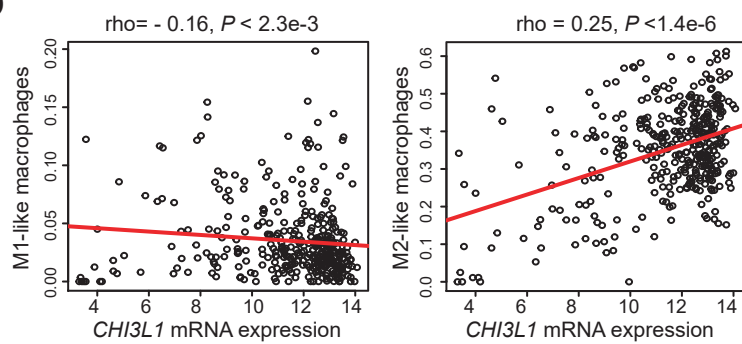 rho= - 0.16, P < 2.3e-3
M1-like macrophages
0.00 0.05 0.10 0.15 0.20
4 6 8 10 12 14
CHI3L1 mRNA expression
rho = 0.25, P <1.4e-6
M2-like macrophages
0.0 0.1 0.2 0.3 0.4 0.5 0.6
4 6 8 10 12 14
CHI3L1 mRNA expression